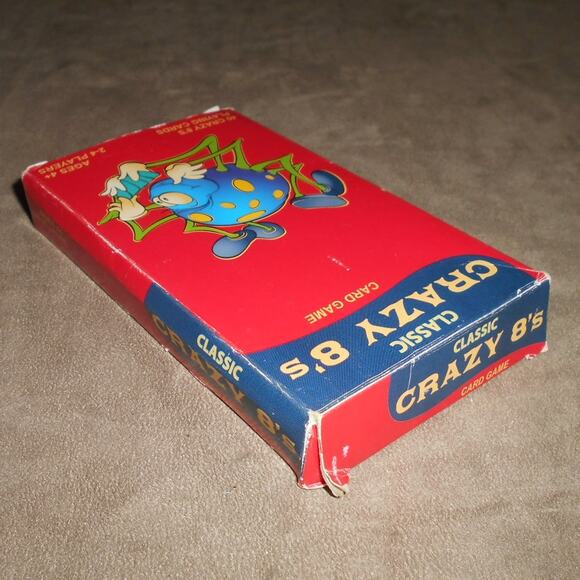 CLASSIC
CRAZY 8's
CARD GAME
40 CRAZY 8'S
PLAYING CARDS
AGES 4+
2-4 PLAYERS
CLASSIC
CRAZY 8's
CLASSIC
CRAZY 8's
CARD GAME